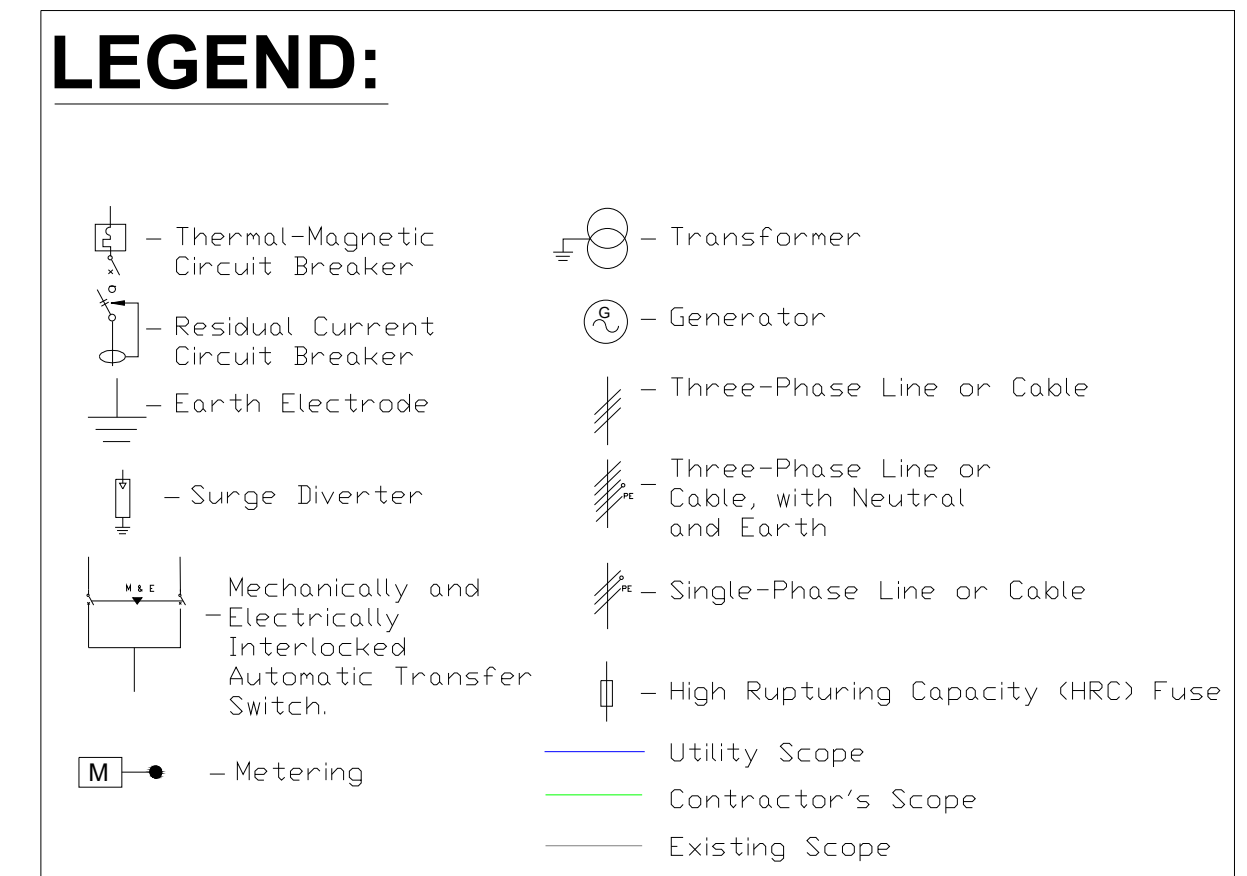 LEGEND:
– Thermal-Magnetic
Circuit Breaker
– Residual Current
Circuit Breaker
– Earth Electrode
– Surge Diverter
M & E
Mechanically and
– Electrically
Interlocked
Automatic Transfer
Switch.
M
– Metering
– Transformer
G
– Generator
– Three-Phase Line or Cable
PE
Three-Phase Line or
– Cable, with Neutral
and Earth
PE
– Single-Phase Line or Cable
– High Rupturing Capacity (HRC) Fuse
Utility Scope
Contractor's Scope
Existing Scope